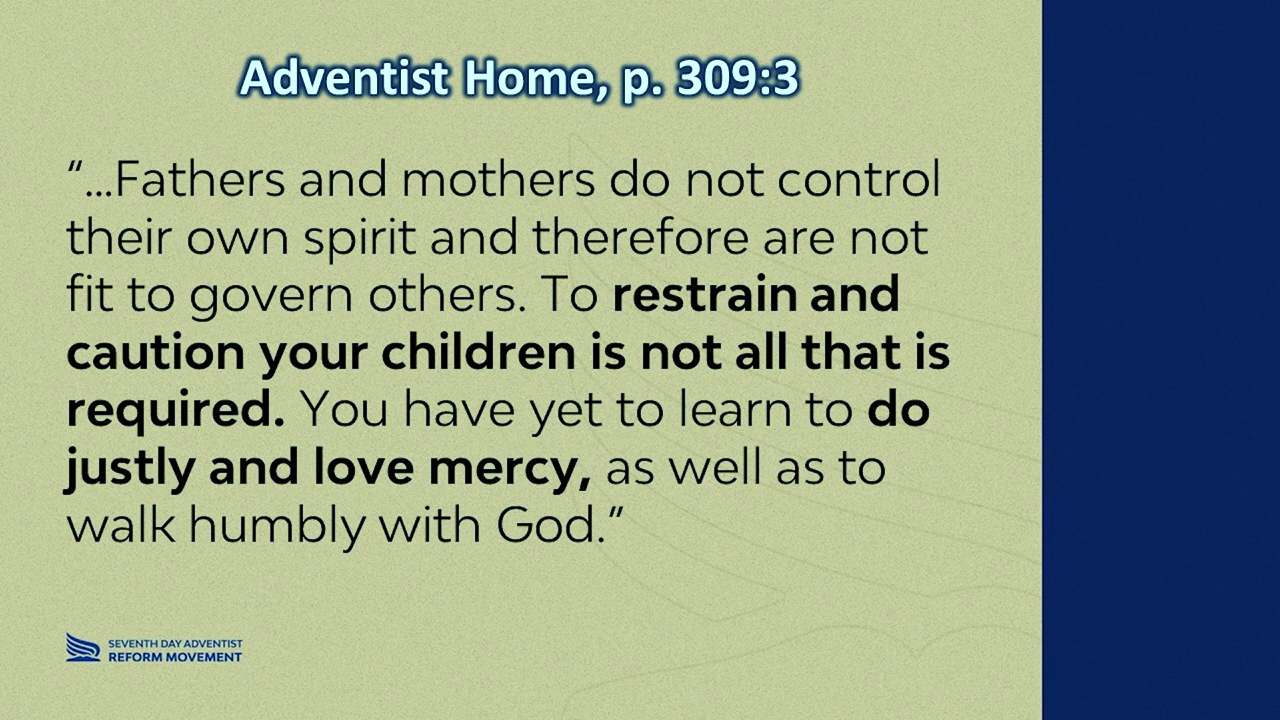 Adventist Home, p. 309:3
“...Fathers and mothers do not control
their own spirit and therefore are not
fit to govern others. To restrain and
caution your children is not all that is
required. You have yet to learn to do
justly and love mercy, as well as to
walk humbly with God.”
SEVENTH DAY ADVENTIST
REFORM MOVEMENT